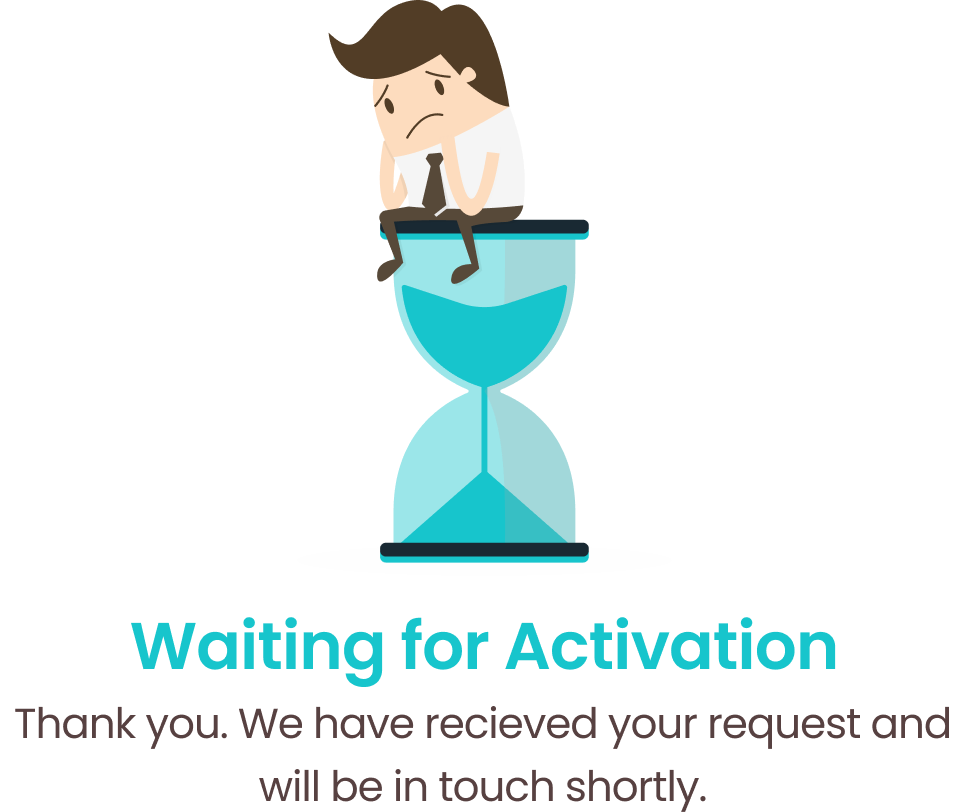 Waiting for Activation
Thank you. We have recieved your request and
will be in touch shortly.